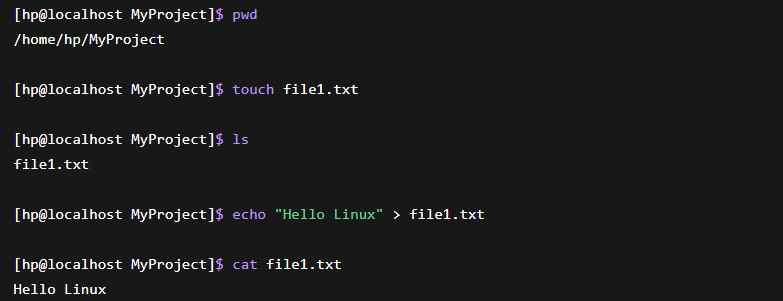 [hp@localhost MyProject]$ pwd
/home/hp/MyProject
[hp@localhost MyProject]$ touch file1.txt
[hp@localhost MyProject]$ ls
file1.txt
[hp@localhost MyProject]$ echo "Hello Linux" > file1.txt
[hp@localhost MyProject]$ cat file1.txt
Hello Linux